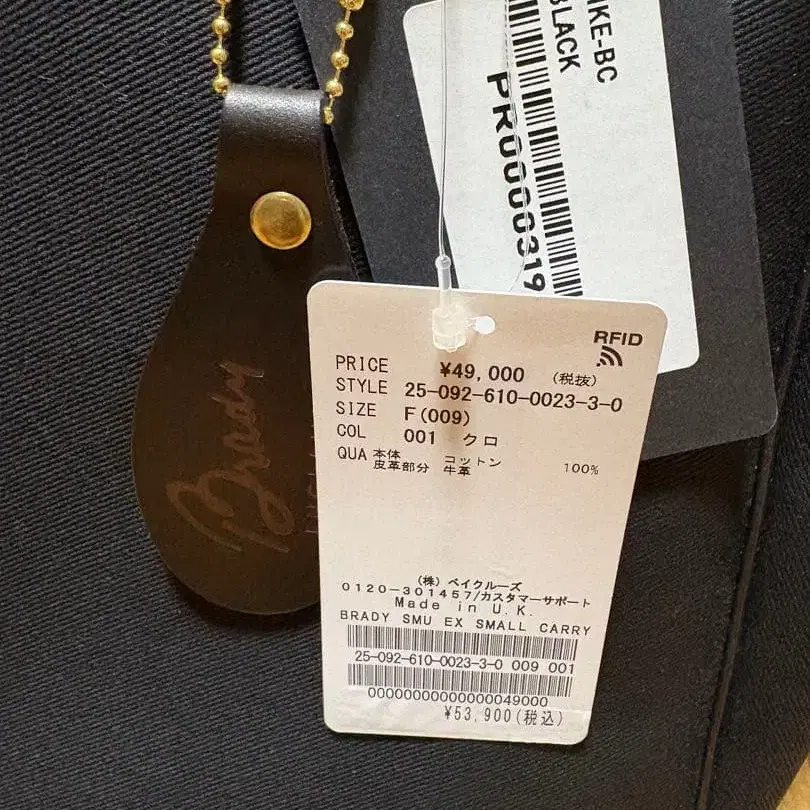 IKE-BC
BLACK
PR0000319
Brady
RFID
PRICE ¥49,000 (税抜)
STYLE 25-092-610-0023-3-0
SIZE F(009)
COL 001 クロ
QUA 本体 コットン 100%
皮革部分 牛革
(株) ベイクルーズ
0120-301457/カスタマーサポート
Made in U.K.
BRADY SMU EX SMALL CARRY
25-092-610-0023-3-0 009 001
00000000000000049000
¥53,900(税込)